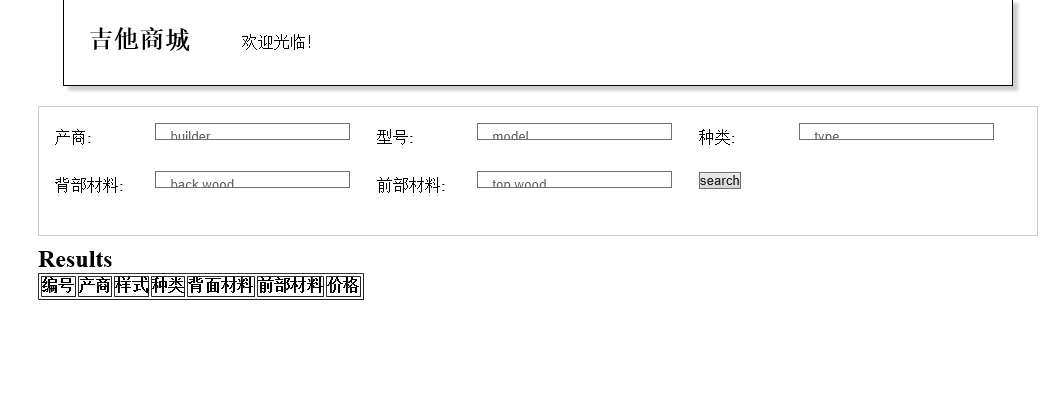 吉他商城 欢迎光临！
产商: builder 型号: model 种类: type
背部材料: back wood 前部材料: top wood search
Results
编号 产商 样式 种类 背面材料 前部材料 价格